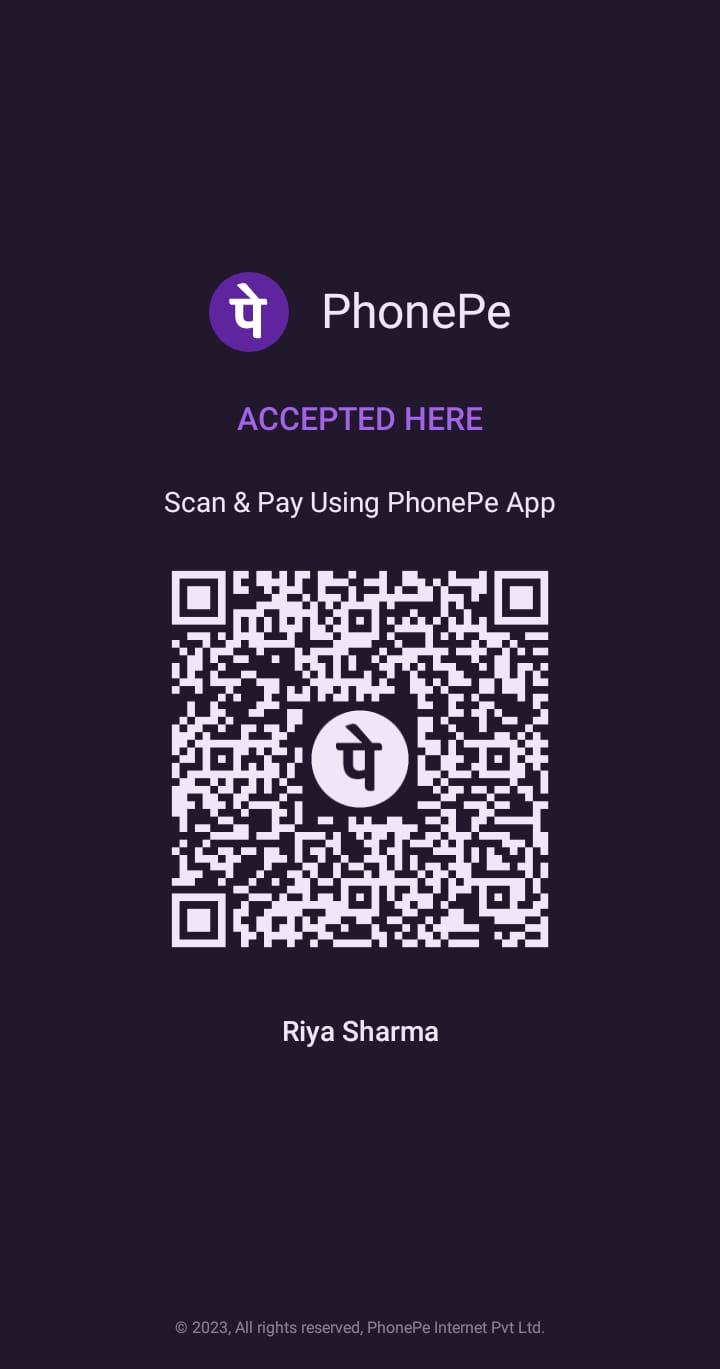 पे PhonePe
ACCEPTED HERE
Scan & Pay Using PhonePe App
पे
Riya Sharma
© 2023, All rights reserved, PhonePe Internet Pvt Ltd.